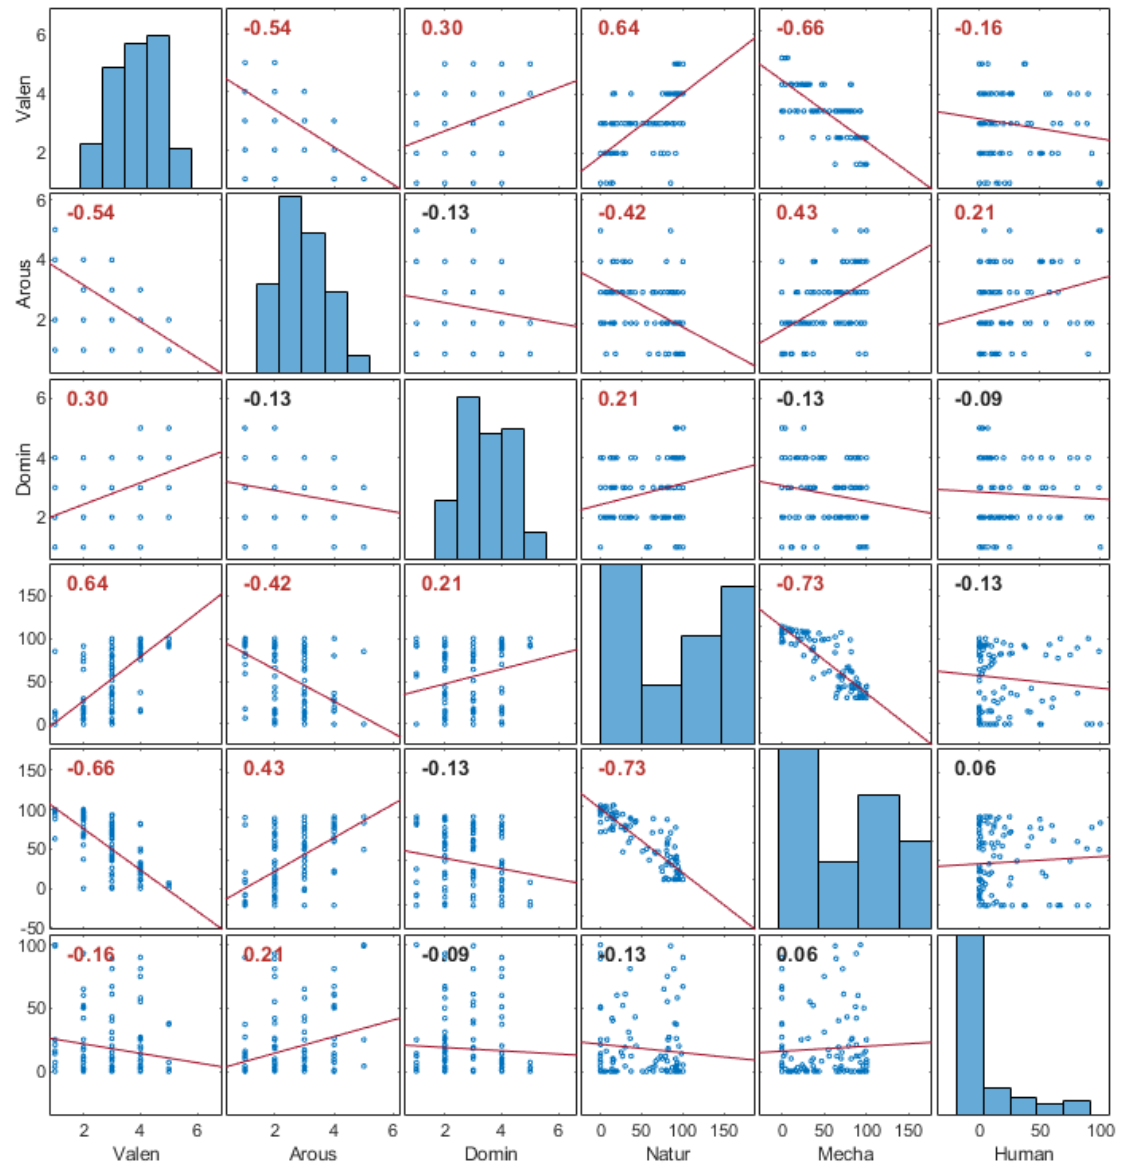 -0.54 0.30 0.64 -0.66 -0.16
6
4
2
Valen
-0.54 -0.13 -0.42 0.43 0.21
6
4
2
Arous
0.30 -0.13 0.21 -0.13 -0.09
6
4
2
Domin
0.64 -0.42 0.21 -0.73 -0.13
150
100
50
0
-0.66 0.43 -0.13 -0.73 0.06
150
100
50
0
-50
-0.16 0.21 -0.09 -0.13 0.06
100
50
0
2 4 6 2 4 6 2 4 6 0 50 100 150 0 50 100 150 0 50 100
Valen Arous Domin Natur Mecha Human